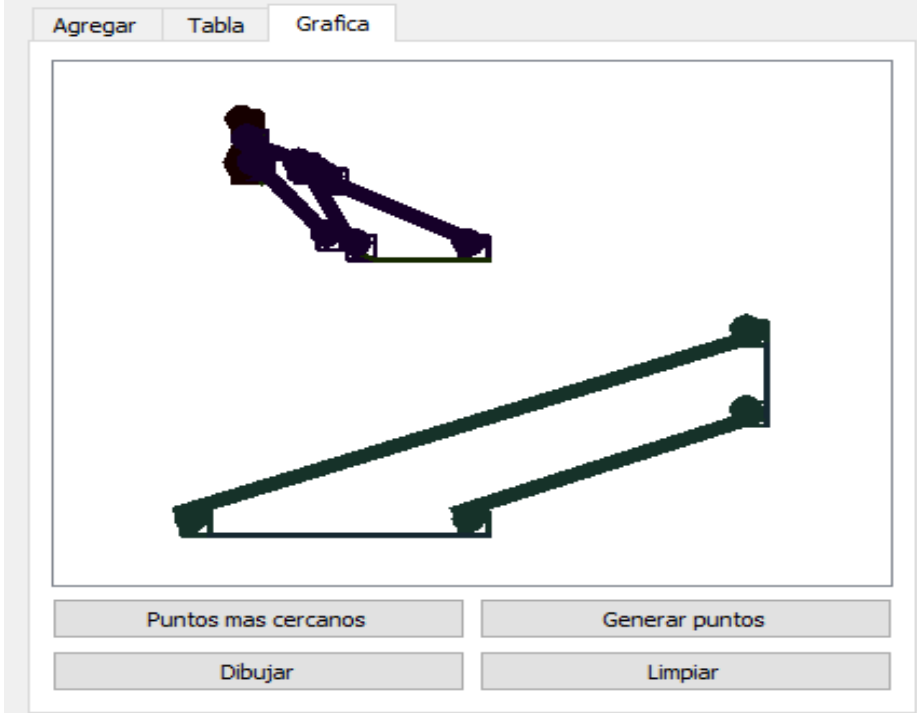 Agregar Tabla Grafica
Puntos mas cercanos Generar puntos
Dibujar Limpiar